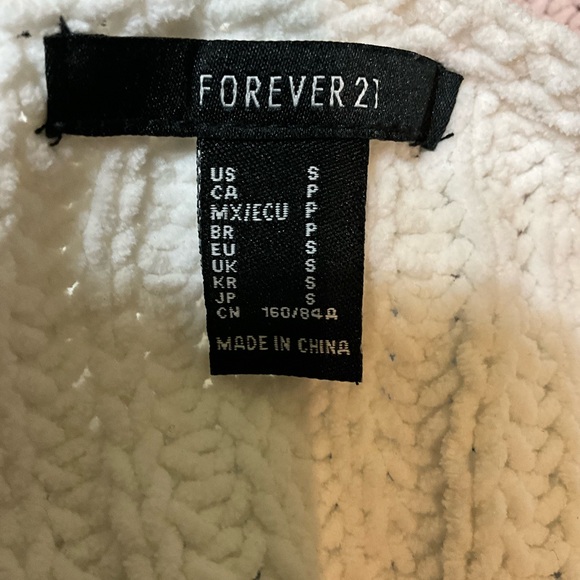 FOREVER 21
US S
CA P
MX/ECU P
BR P
EU S
UK S
KR S
JP S
CN 160/84A
MADE IN CHINA